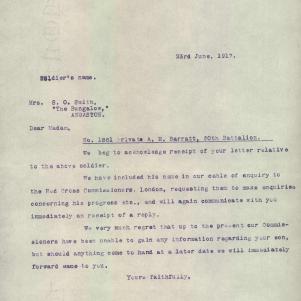 23rd June, 1917.
Soldier's name.
Mrs. S. O. Smith,
"The Bungalow,"
ANGASTON.
Dear Madam,
No. Private A. H. Barratt, 50th Battalion.
We beg to acknowledge receipt of your letter relative
to the above soldier.
We have included his name in our cable of enquiry to
the Red Cross Commissioners, London, requesting them to make enquiries
concerning his progress etc., and will again communicate with you
immediately on receipt of a reply.
We very much regret that up to the present our Commis-
sioners have been unable to gain any information regarding your son,
but should anything come to hand at a later date we will immediately
forward same to you.
Yours faithfully,